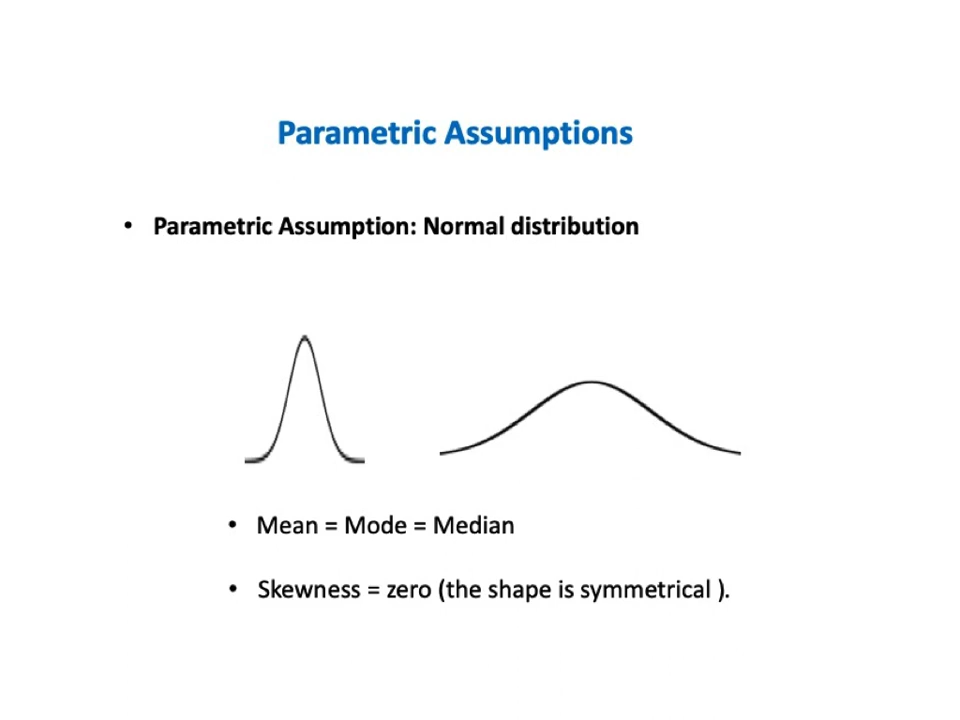 Parametric Assumptions
• Parametric Assumption: Normal distribution
• Mean = Mode = Median
• Skewness = zero (the shape is symmetrical ).